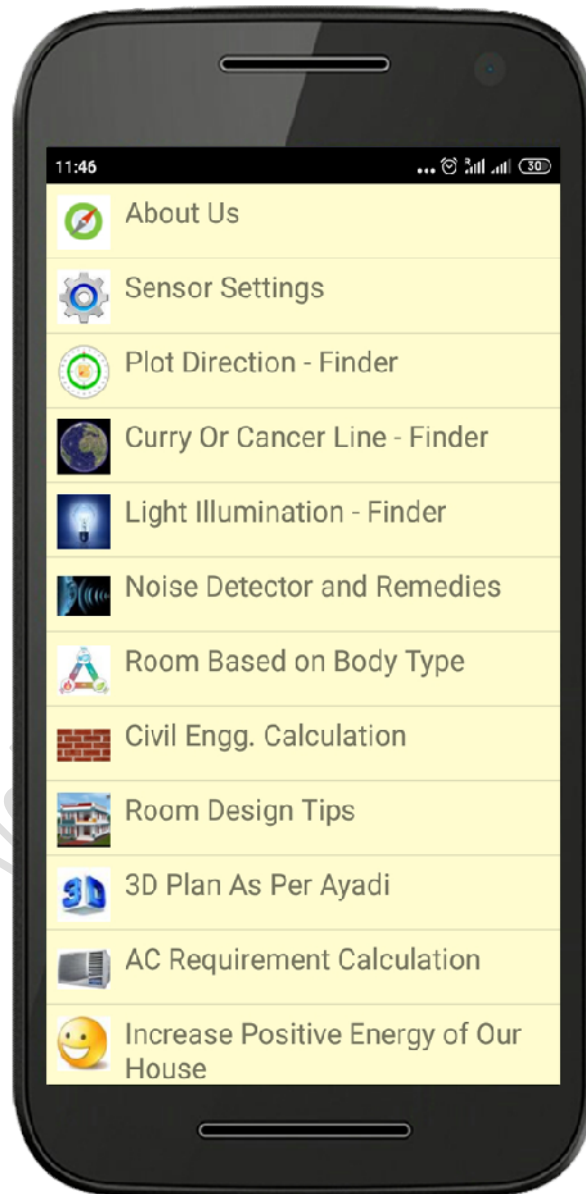 11:46
30
About Us
Sensor Settings
Plot Direction - Finder
Curry Or Cancer Line - Finder
Light Illumination - Finder
Noise Detector and Remedies
Room Based on Body Type
Civil Engg. Calculation
Room Design Tips
3D
3D Plan As Per Ayadi
AC Requirement Calculation
Increase Positive Energy of Our
House